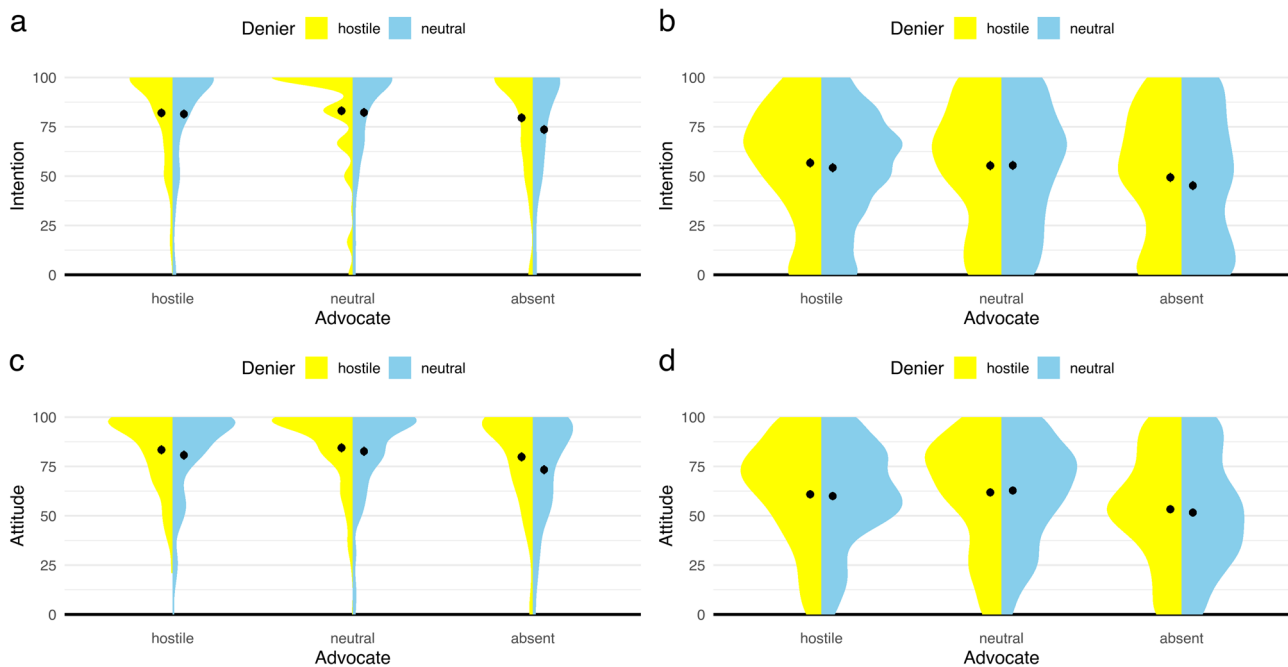 a
Denier hostile neutral
Intention
100
75
50
25
0
hostile neutral absent
Advocate
b
Denier hostile neutral
Intention
100
75
50
25
0
hostile neutral absent
Advocate
c
Denier hostile neutral
Attitude
100
75
50
25
0
hostile neutral absent
Advocate
d
Denier hostile neutral
Attitude
100
75
50
25
0
hostile neutral absent
Advocate